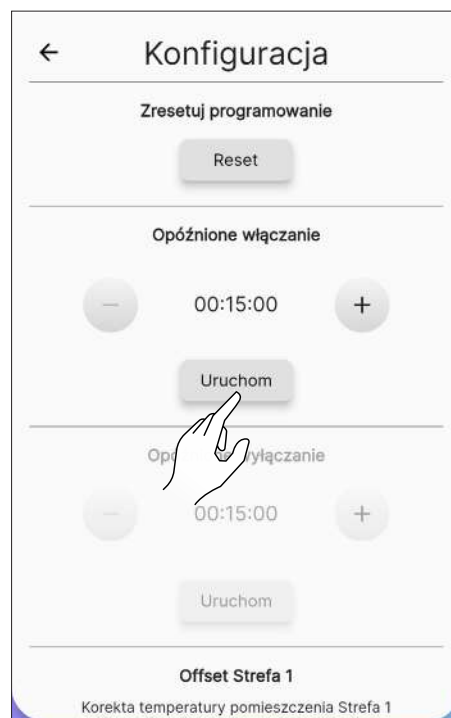 ← Konfiguracja
Zresetuj programowanie
Reset
Opóźnione włączanie
− 00:15:00 +
Uruchom
wyłączanie
− 00:15:00 +
Uruchom
Offset Strefa 1
Korekta temperatury pomieszczenia Strefa 1